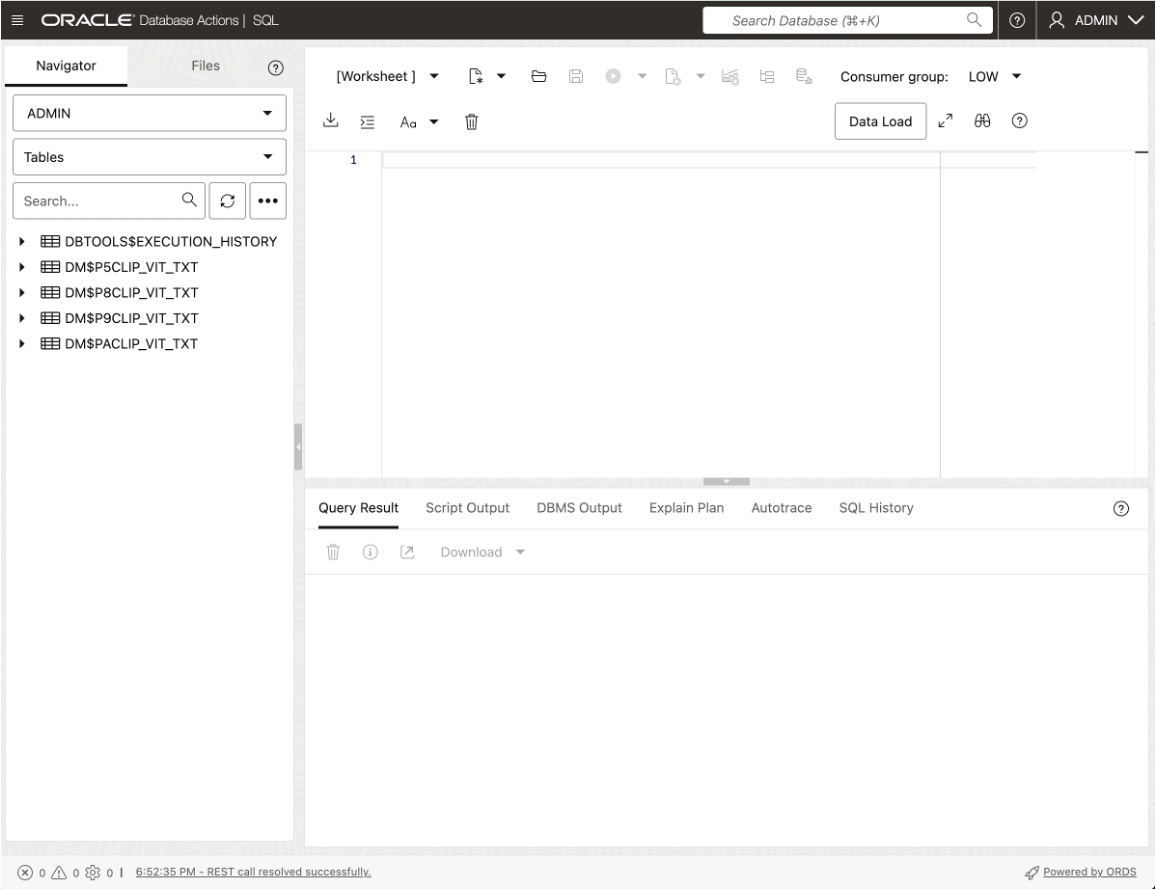 ORACLE Database Actions | SQL
Search Database (⌘+K)
ADMIN
Navigator
Files
[Worksheet ]
Consumer group:
LOW
ADMIN
Aa
Data Load
Tables
1
Search...
DBTOOLS$EXECUTION_HISTORY
DM$P5CLIP_VIT_TXT
DM$P8CLIP_VIT_TXT
DM$P9CLIP_VIT_TXT
DM$PACLIP_VIT_TXT
Query Result
Script Output
DBMS Output
Explain Plan
Autotrace
SQL History
Download
0 0 0 | 6:52:35 PM - REST call resolved successfully.
Powered by ORDS